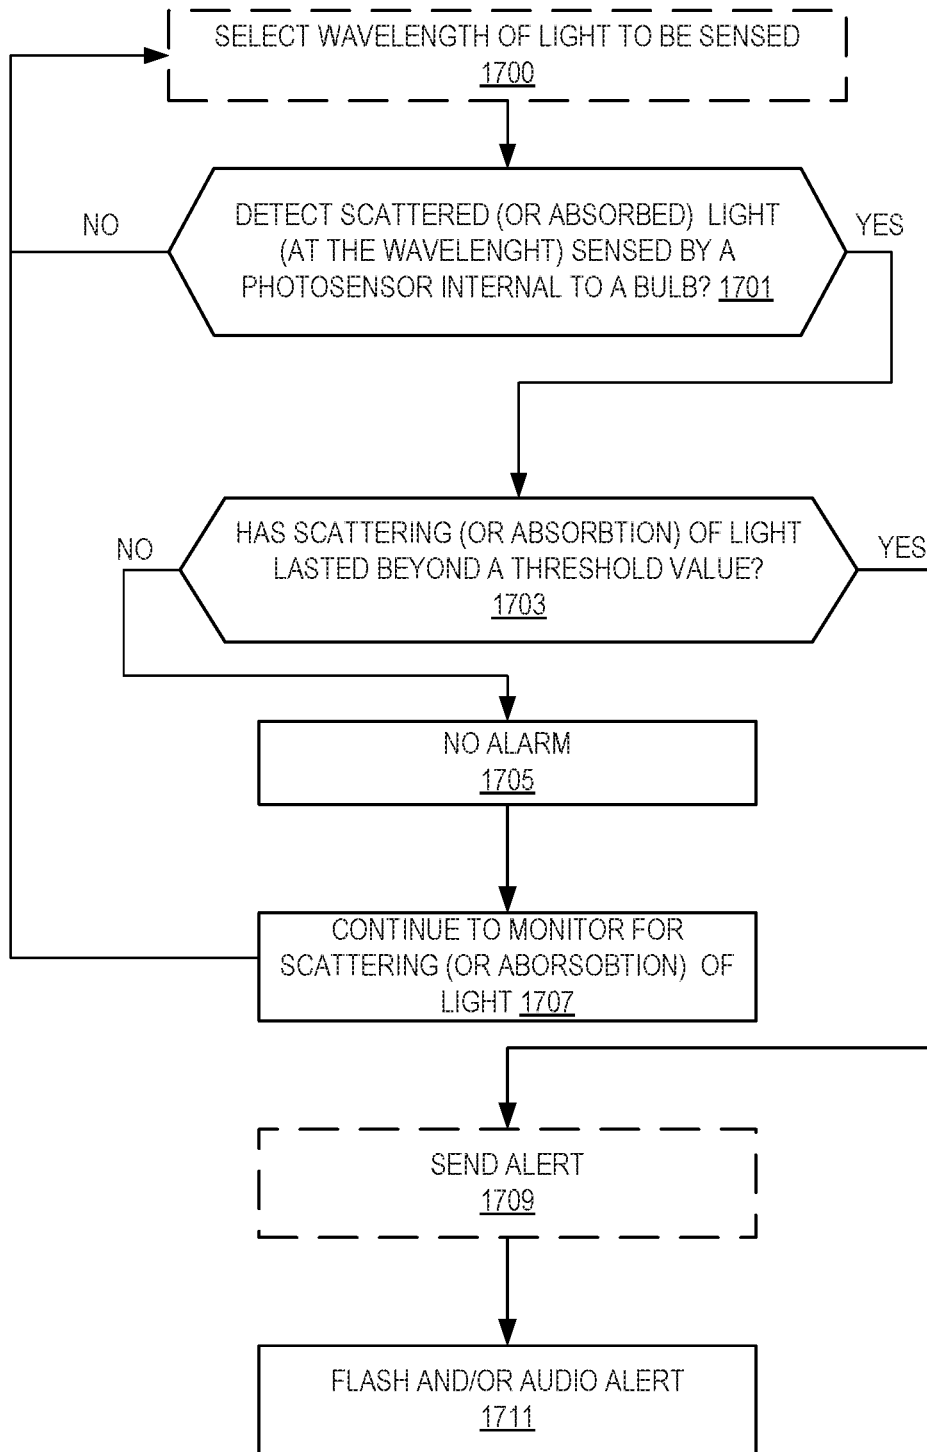 SELECT WAVELENGTH OF LIGHT TO BE SENSED
1700
NO
DETECT SCATTERED (OR ABSORBED) LIGHT
(AT THE WAVELENGHT) SENSED BY A
PHOTOSENSOR INTERNAL TO A BULB? 1701
YES
NO
HAS SCATTERING (OR ABSORBTION) OF LIGHT
LASTED BEYOND A THRESHOLD VALUE?
1703
YES
NO ALARM
1705
CONTINUE TO MONITOR FOR
SCATTERING (OR ABORSOBTION) OF
LIGHT 1707
SEND ALERT
1709
FLASH AND/OR AUDIO ALERT
1711